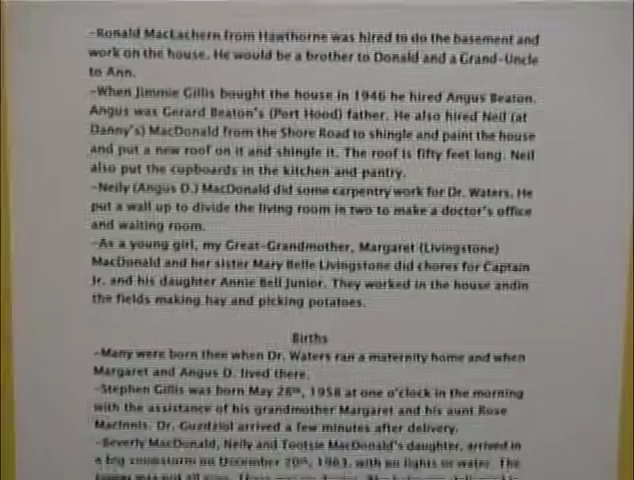 -Ronald MacEachern from Hawthorne was hired to do the basement and
work on the house. He would be a brother to Donald and a Grand-Uncle
to Ann.
-When Jimmie Gillis bought the house in 1946 he hired Angus Beaton.
Angus was Gerard Beaton's (Port Hood) father. He also hired Neil (at
Danny's) MacDonald from the Shore Road to shingle and paint the house
and put a new roof on it and shingle it. The roof is fifty feet long. Neil
also put the cupboards in the kitchen and pantry.
-Neily (Angus D.) MacDonald did some carpentry work for Dr. Waters. He
put a wall up to divide the living room in two to make a doctor's office
and waiting room.
-As a young girl, my Great-Grandmother, Margaret (Livingstone)
MacDonald and her sister Mary Belle Livingstone did chores for Captain
Jr. and his daughter Annie Bell Junior. They worked in the house andin
the fields making hay and picking potatoes.
Births
-Many were born thee when Dr. Waters ran a maternity home and when
Margaret and Angus D. lived there.
-Stephen Gillis was born May 28th, 1958 at one o'clock in the morning
with the assistance of his grandmother Margaret and his aunt Rose
MacInnis. Dr. Guzdziol arrived a few minutes after delivery.
-Beverly MacDonald, Neily and Tootsie MacDonald's daughter, arrived in
a big snowstorm on December 20th, 1963, with no lights or water. The